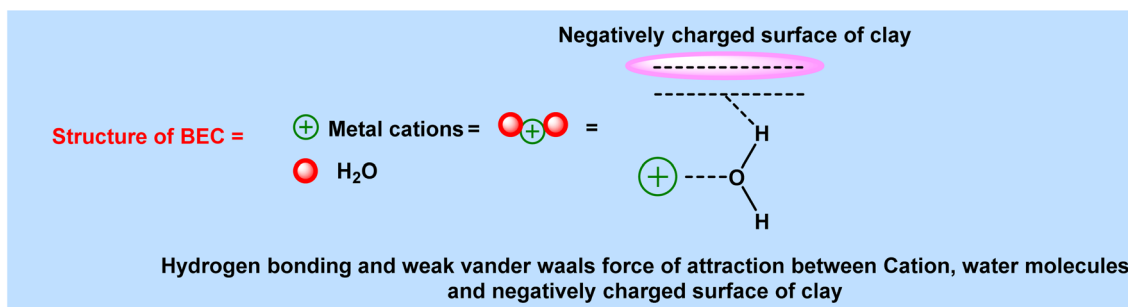 Negatively charged surface of clay
Structure of BEC =
Metal cations =
=
H₂O
H
O
H
Hydrogen bonding and weak vander waals force of attraction between Cation, water molecules
and negatively charged surface of clay